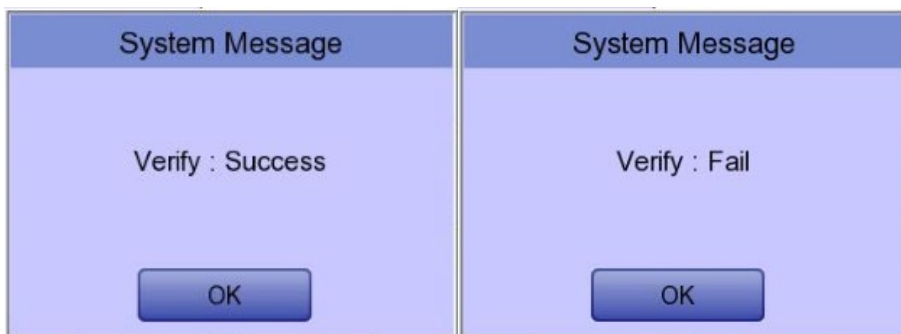 System Message
Verify : Success
OK
System Message
Verify : Fail
OK